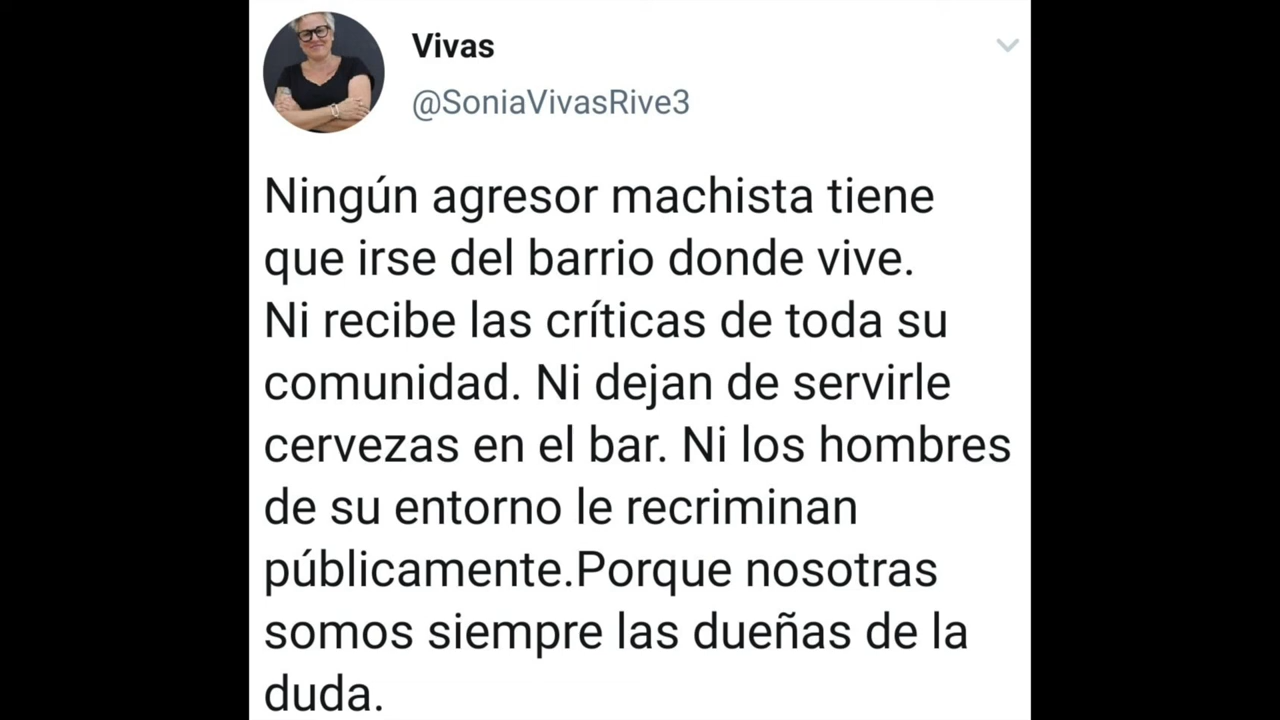 Vivas
@SoniaVivasRive3
Ningún agresor machista tiene
que irse del barrio donde vive.
Ni recibe las críticas de toda su
comunidad. Ni dejan de servirle
cervezas en el bar. Ni los hombres
de su entorno le recriminan
públicamente.Porque nosotras
somos siempre las dueñas de la
duda.